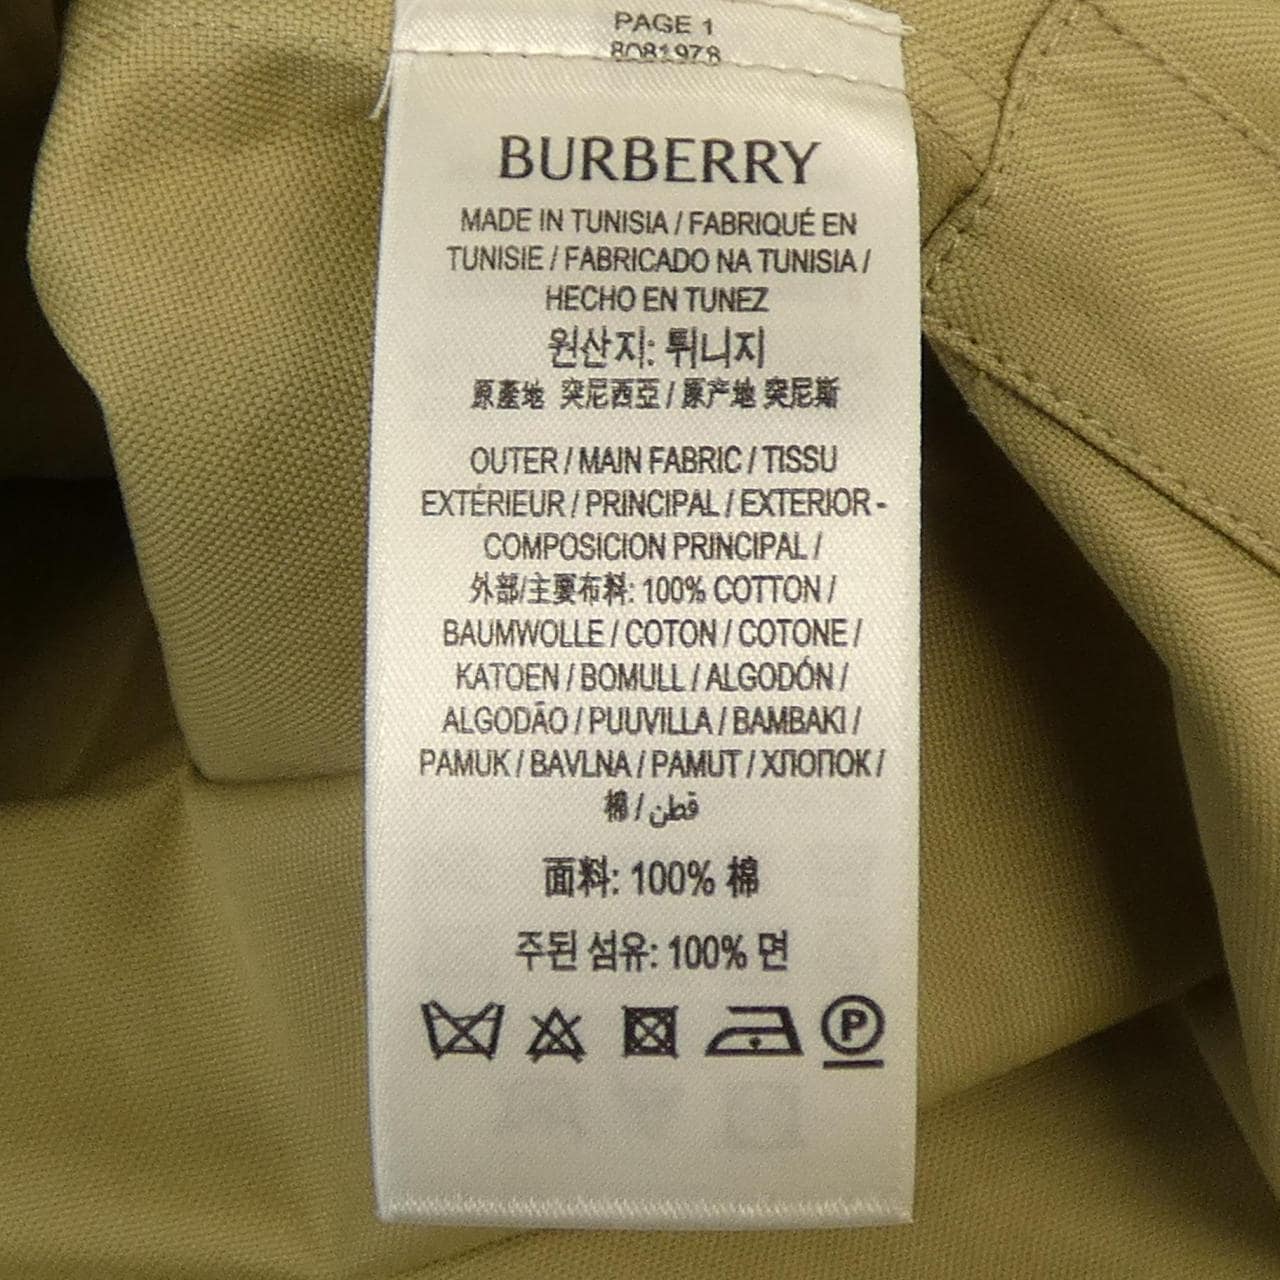 PAGE 1
8081978
BURBERRY
MADE IN TUNISIA / FABRIQUÉ EN
TUNISIE / FABRICADO NA TUNISIA /
HECHO EN TUNEZ
원산지: 튀니지
原產地 突尼西亞 / 原产地 突尼斯
OUTER / MAIN FABRIC / TISSU
EXTÉRIEUR / PRINCIPAL / EXTERIOR -
COMPOSICION PRINCIPAL /
外部/主要布料: 100% COTTON /
BAUMWOLLE / COTON / COTONE /
KATOEN / BOMULL / ALGODÓN /
ALGODÃO / PUUVILLA / BAMBAKI /
PAMUK / BAVLNA / PAMUT / ХПОПОК /
棉 / قطن
面料: 100% 棉
주된 섬유: 100% 면
P